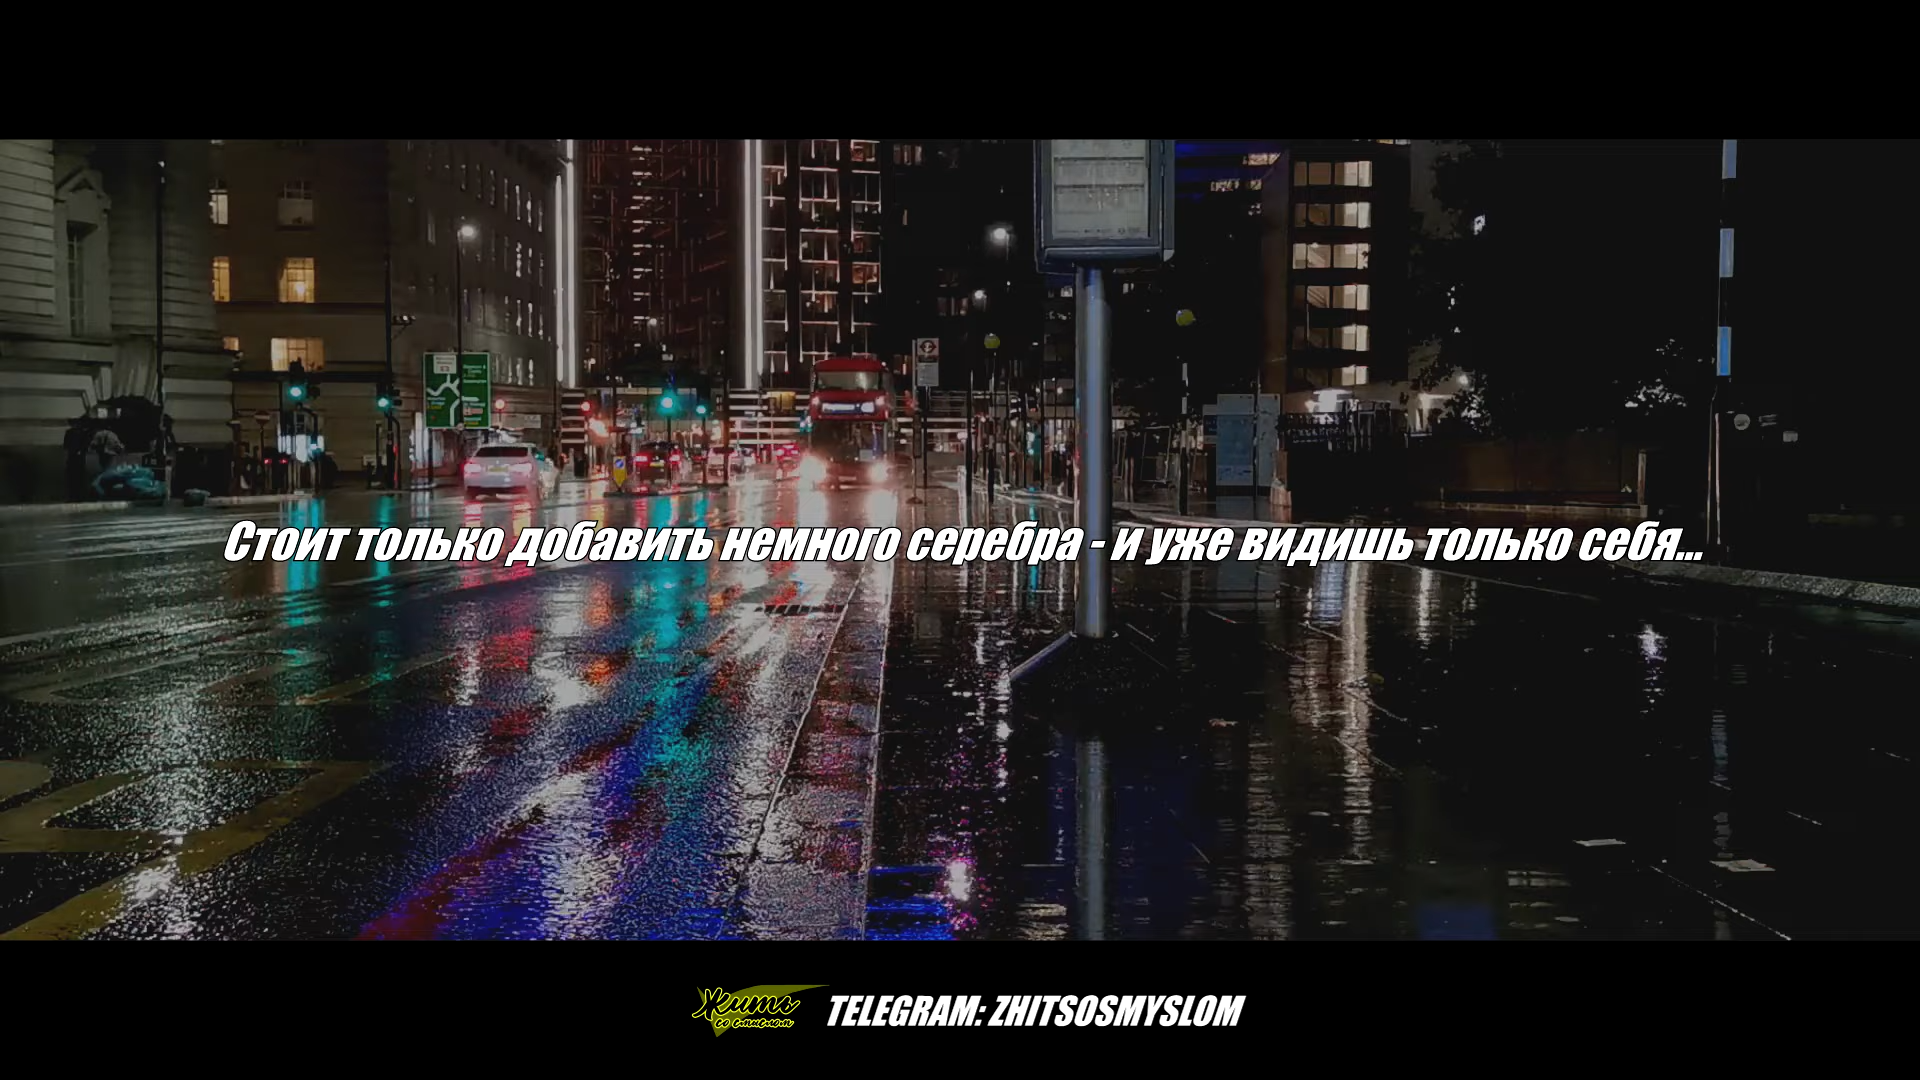 Стоит только добавить немного серебра - и уже видишь только себя...
Жить
со смыслом
TELEGRAM: ZHITSOSMYSLOM